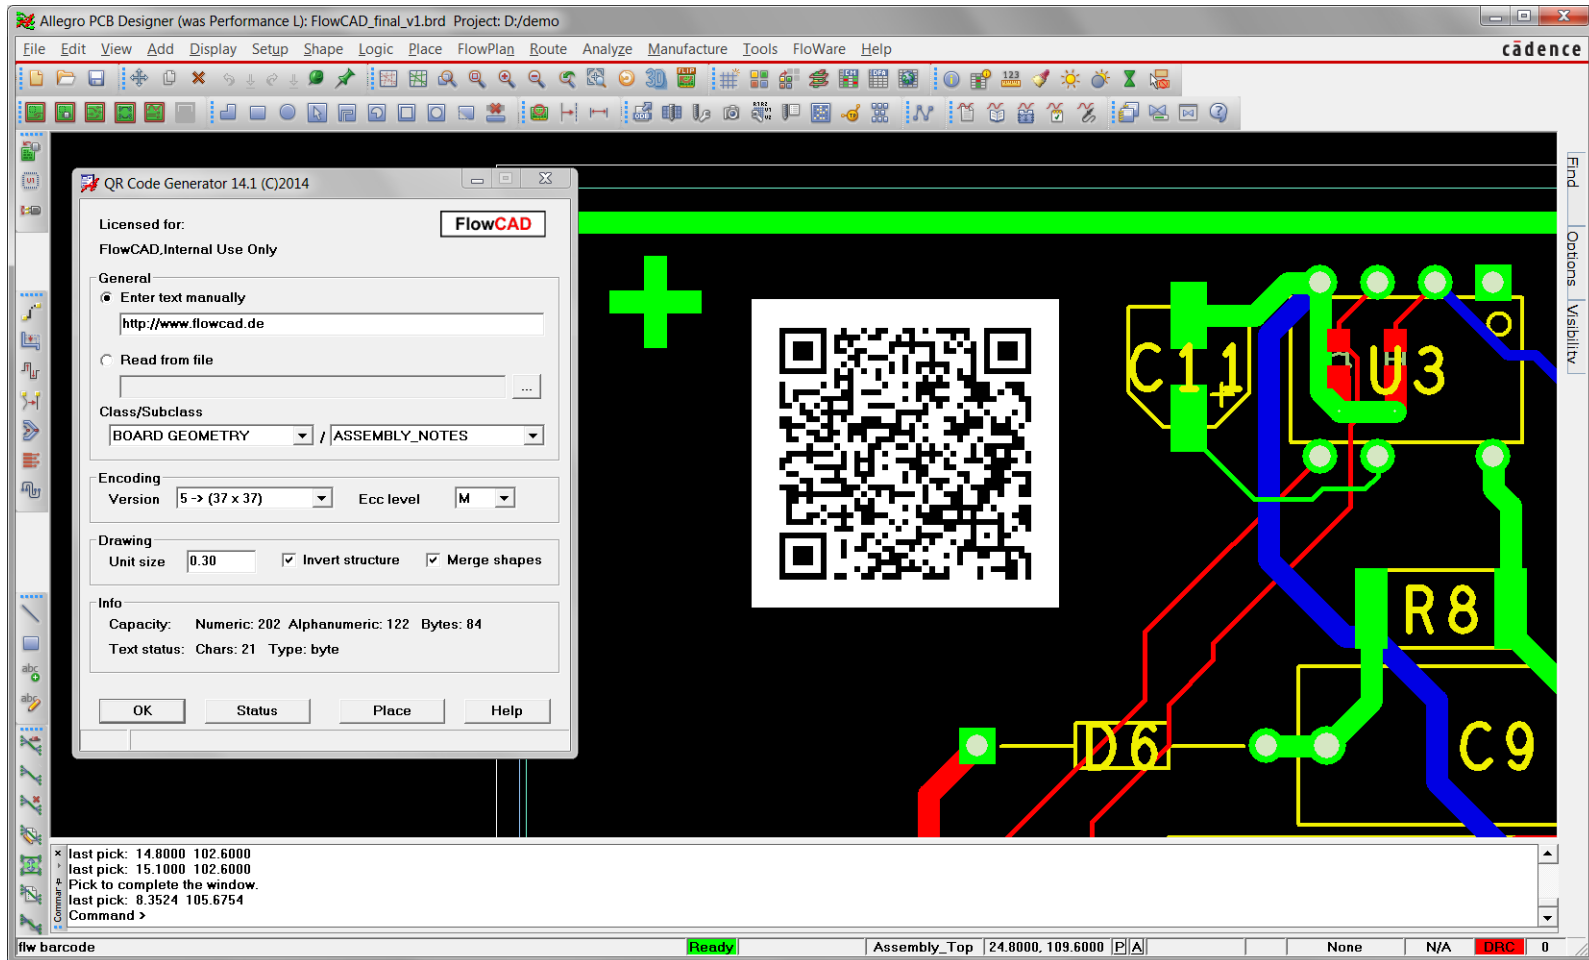 Allegro PCB Designer (was Performance L): FlowCAD_final_v1.brd Project: D:/demo
File Edit View Add Display Setup Shape Logic Place FlowPlan Route Analyze Manufacture Tools FloWare Help
cādence
QR Code Generator 14.1 (C)2014
Licensed for:
FlowCAD
FlowCAD,Internal Use Only
General
Enter text manually
http://www.flowcad.de
Read from file
...
Class/Subclass
BOARD GEOMETRY / ASSEMBLY_NOTES
Encoding
Version 5 -> (37 x 37) Ecc level M
Drawing
Unit size 0.30 Invert structure Merge shapes
Info
Capacity: Numeric: 202 Alphanumeric: 122 Bytes: 84
Text status: Chars: 21 Type: byte
OK Status Place Help
C11
U3
R8
D6
C9
Find
Options
Visibility
last pick: 14.8000 102.6000
last pick: 15.1000 102.6000
Pick to complete the window.
last pick: 8.3524 105.6754
Command >
flw barcode
Ready
Assembly_Top
24.8000, 109.6000
P A
None
N/A
DRC
0